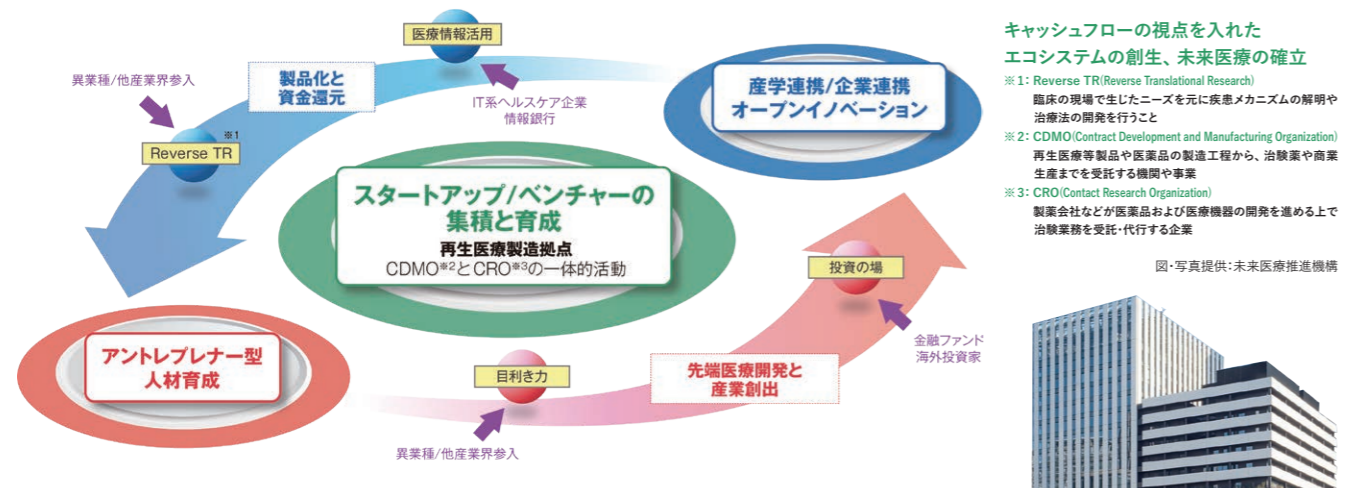 医療情報活用
異業種/他産業界参入
製品化と
資金還元
IT系ヘルスケア企業
情報銀行
産学連携/企業連携
オープンイノベーション
※1
Reverse TR
スタートアップ/ベンチャーの
集積と育成
再生医療製造拠点
CDMO※2とCRO※3の一体的活動
投資の場
金融ファンド
海外投資家
アントレプレナー型
人材育成
目利き力
先端医療開発と
産業創出
異業種/他産業界参入
キャッシュフローの視点を入れた
エコシステムの創生、未来医療の確立
※1: Reverse TR(Reverse Translational Research)
臨床の現場で生じたニーズを元に疾患メカニズムの解明や
治療法の開発を行うこと
※2: CDMO(Contract Development and Manufacturing Organization)
再生医療等製品や医薬品の製造工程から、治験薬や商業
生産までを受託する機関や事業
※3: CRO(Contact Research Organization)
製薬会社などが医薬品および医療機器の開発を進める上で
治験業務を受託・代行する企業
図・写真提供:未来医療推進機構